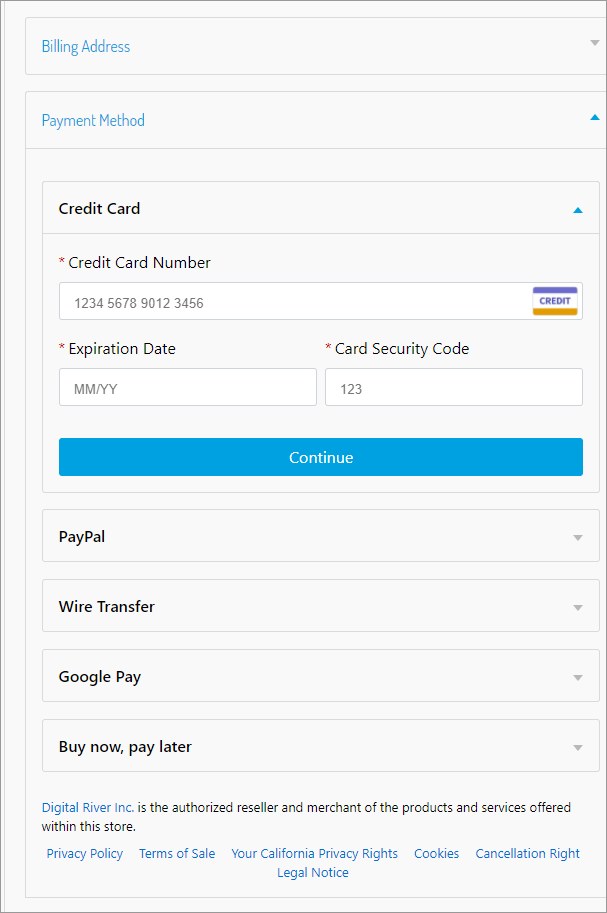 Billing Address
Payment Method
Credit Card
* Credit Card Number
1234 5678 9012 3456
CREDIT
* Expiration Date
* Card Security Code
MM/YY
123
Continue
PayPal
Wire Transfer
Google Pay
Buy now, pay later
Digital River Inc. is the authorized reseller and merchant of the products and services offered
within this store.
Privacy Policy Terms of Sale Your California Privacy Rights Cookies Cancellation Right
Legal Notice